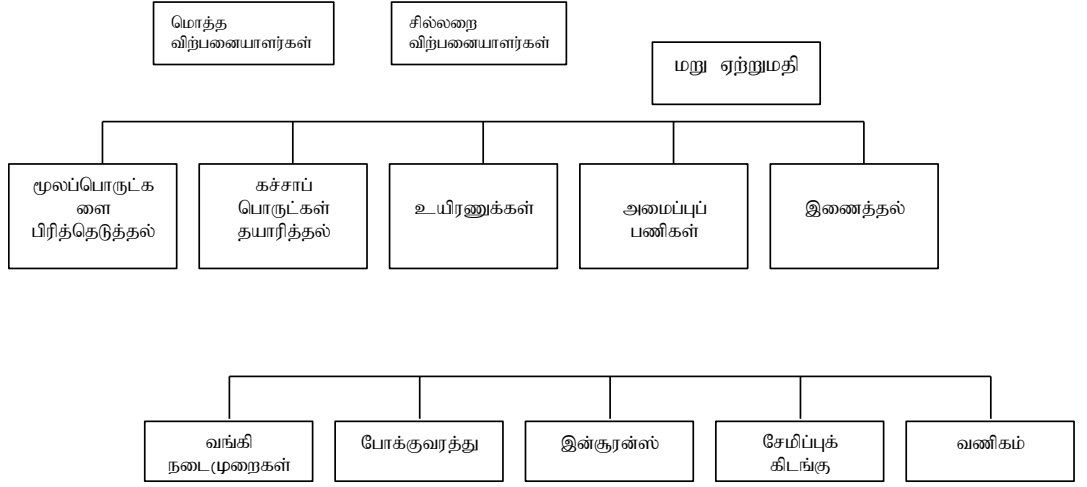 மொத்த
விற்பனையாளர்கள்
சில்லறை
விற்பனையாளர்கள்
மறு ஏற்றுமதி
மூலப்பொருட்க
ளை
பிரித்தெடுத்தல்
கச்சாப்
பொருட்கள்
தயாரித்தல்
உயிரணுக்கள்
அமைப்புப்
பணிகள்
இணைத்தல்
வங்கி
நடைமுறைகள்
போக்குவரத்து
இன்சூரன்ஸ்
சேமிப்புக்
கிடங்கு
வணிகம்